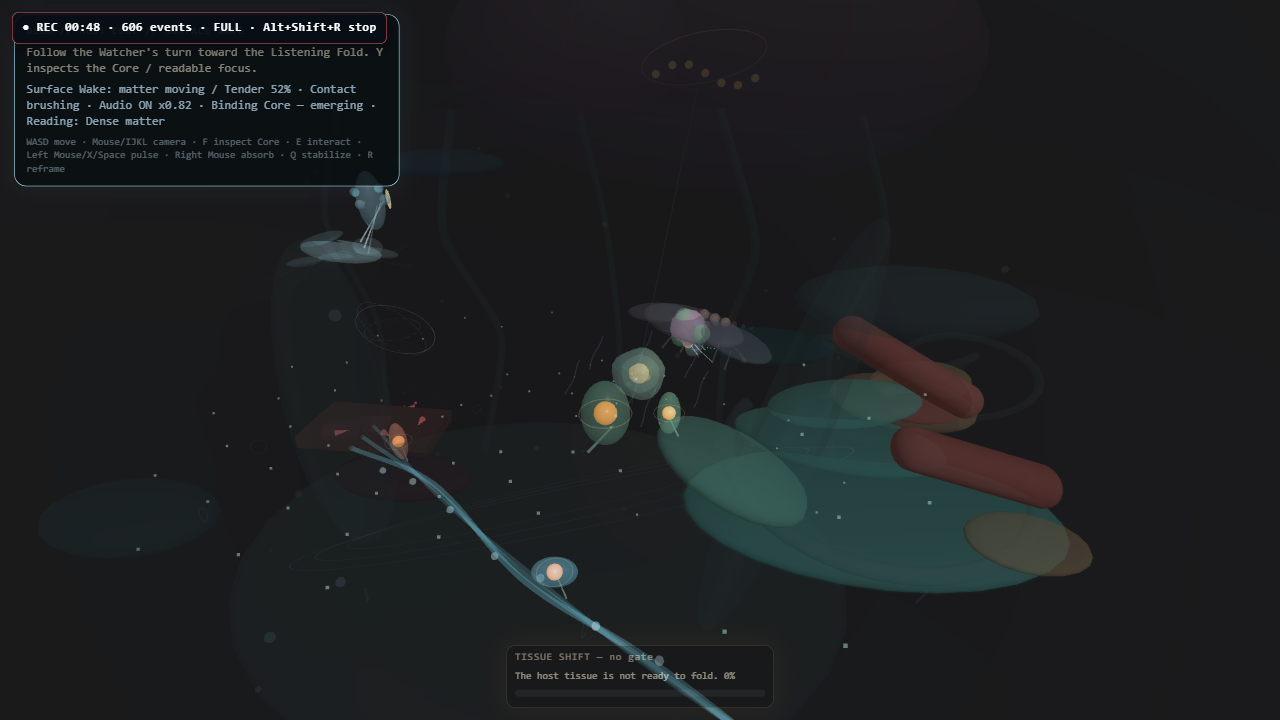 ● REC 00:48 · 606 events · FULL · Alt+Shift+R stop
Follow the Watcher's turn toward the Listening Fold. Y
inspects the Core / readable focus.
Surface Wake: matter moving / Tender 52% · Contact
brushing · Audio ON x0.82 · Binding Core — emerging ·
Reading: Dense matter
WASD move · Mouse/IJKL camera · F inspect Core · E interact ·
Left Mouse/X/Space pulse · Right Mouse absorb · Q stabilize · R
reframe
TISSUE SHIFT — no gate
The host tissue is not ready to fold. 0%